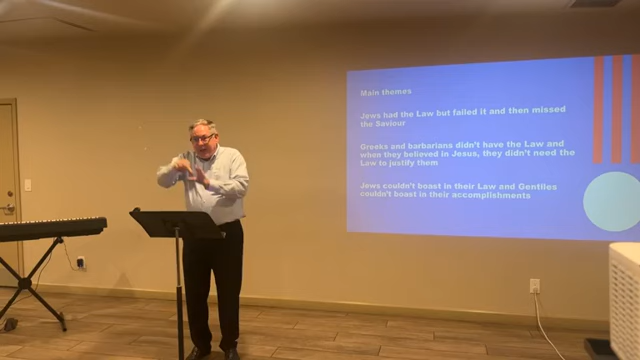 Main themes
Jews had the Law but failed it and then missed
the Saviour
Greeks and barbarians didn't have the Law and
when they believed in Jesus, they didn't need the
Law to justify them
Jews couldn't boast in their Law and Gentiles
couldn't boast in their accomplishments